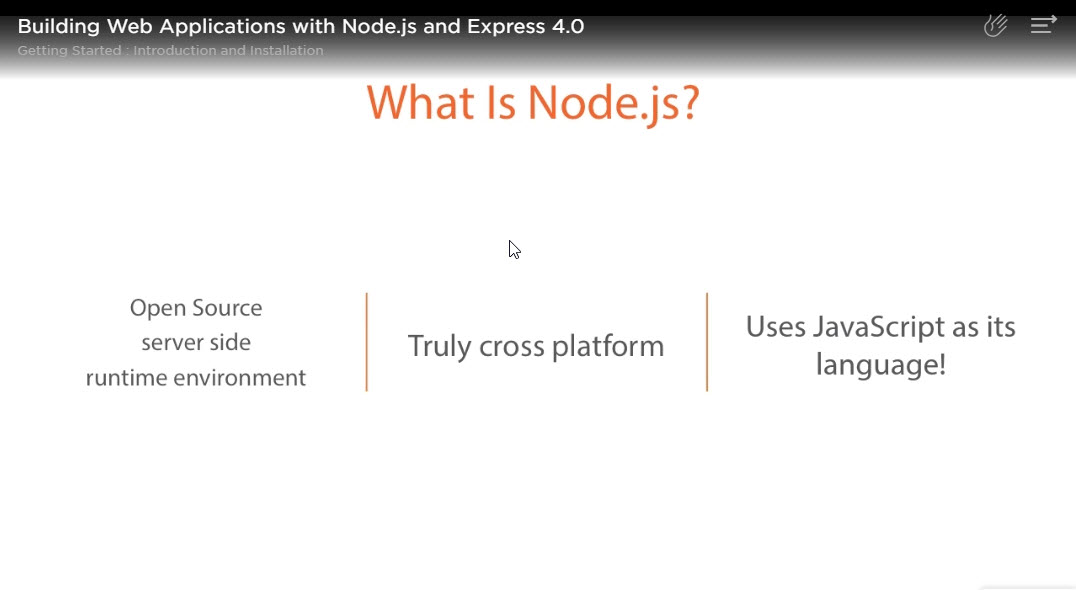 Building Web Applications with Node.js and Express 4.0
Getting Started : Introduction and Installation
What Is Node.js?
Open Source
server side
runtime environment
Truly cross platform
Uses JavaScript as its
language!